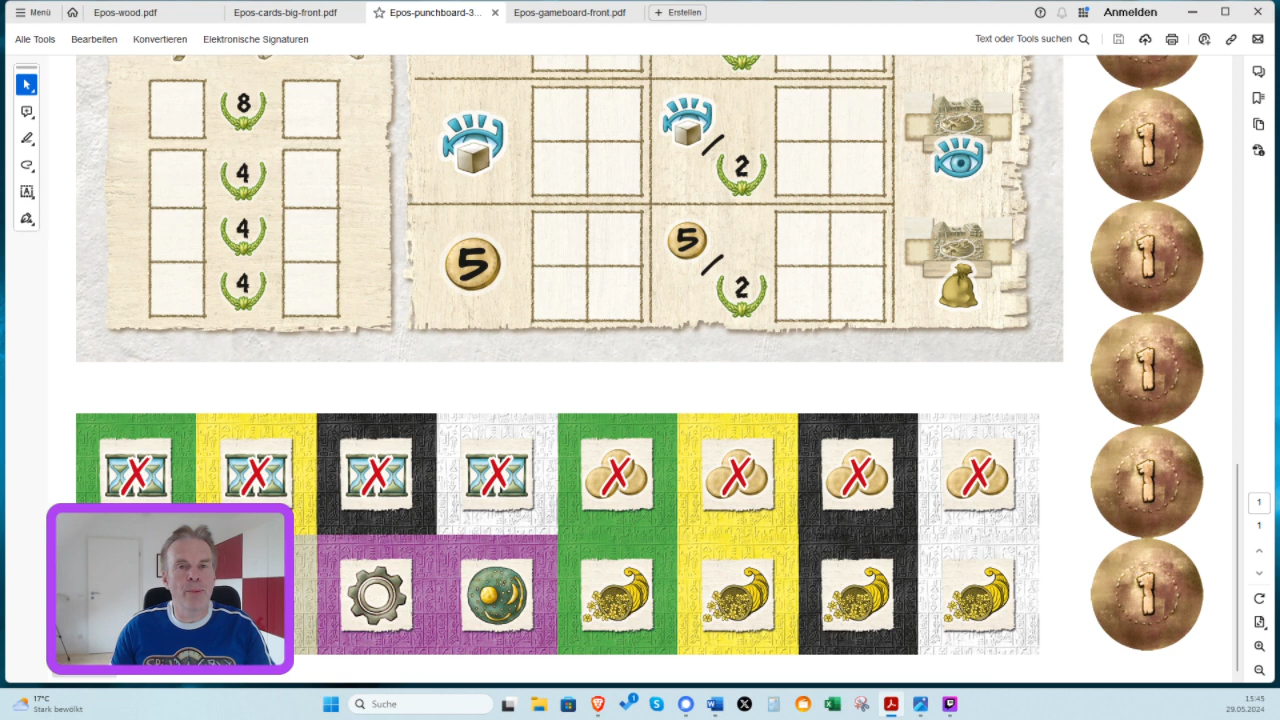 Menü
Epos-wood.pdf
Epos-cards-big-front.pdf
Epos-punchboard-3...
Epos-gameboard-front.pdf
Erstellen
Anmelden
Alle Tools
Bearbeiten
Konvertieren
Elektronische Signaturen
Text oder Tools suchen
8
4
4
4
/
2
5
5
/
2
1
1
1
1
1
X
X
X
X
X
X
X
X
1
1
17°C
Stark bewölkt
Suche
1
15:45
29.05.2024